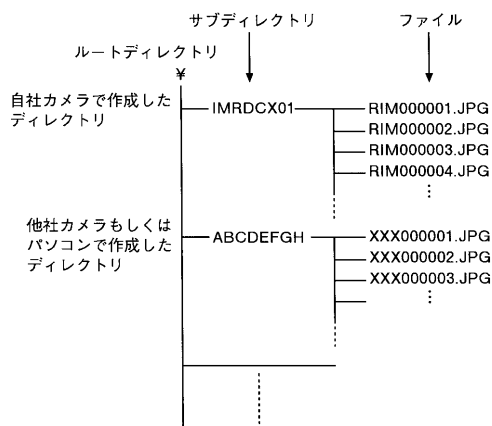 サブディレクトリ
ファイル
ルートディレクトリ
¥
自社カメラで作成した
ディレクトリ
IMRDCX01
RIM000001.JPG
RIM000002.JPG
RIM000003.JPG
RIM000004.JPG
他社カメラもしくは
パソコンで作成した
ディレクトリ
ABCDEFGH
XXX000001.JPG
XXX000002.JPG
XXX000003.JPG